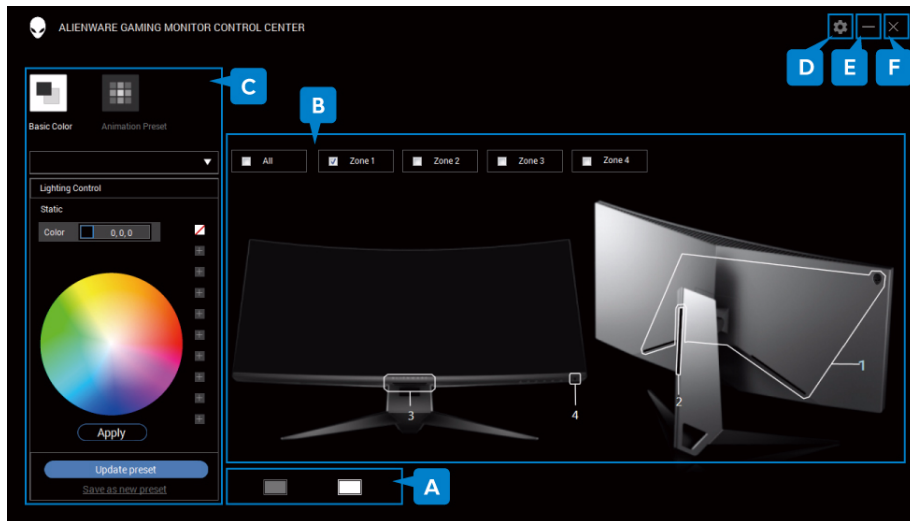 ALIENWARE GAMING MONITOR CONTROL CENTER
D
E
F
C
B
Basic Color
Animation Preset
All
Zone 1
Zone 2
Zone 3
Zone 4
Lighting Control
Static
Color
0, 0, 0
Apply
Update preset
Save as new preset
3
4
1
2
A